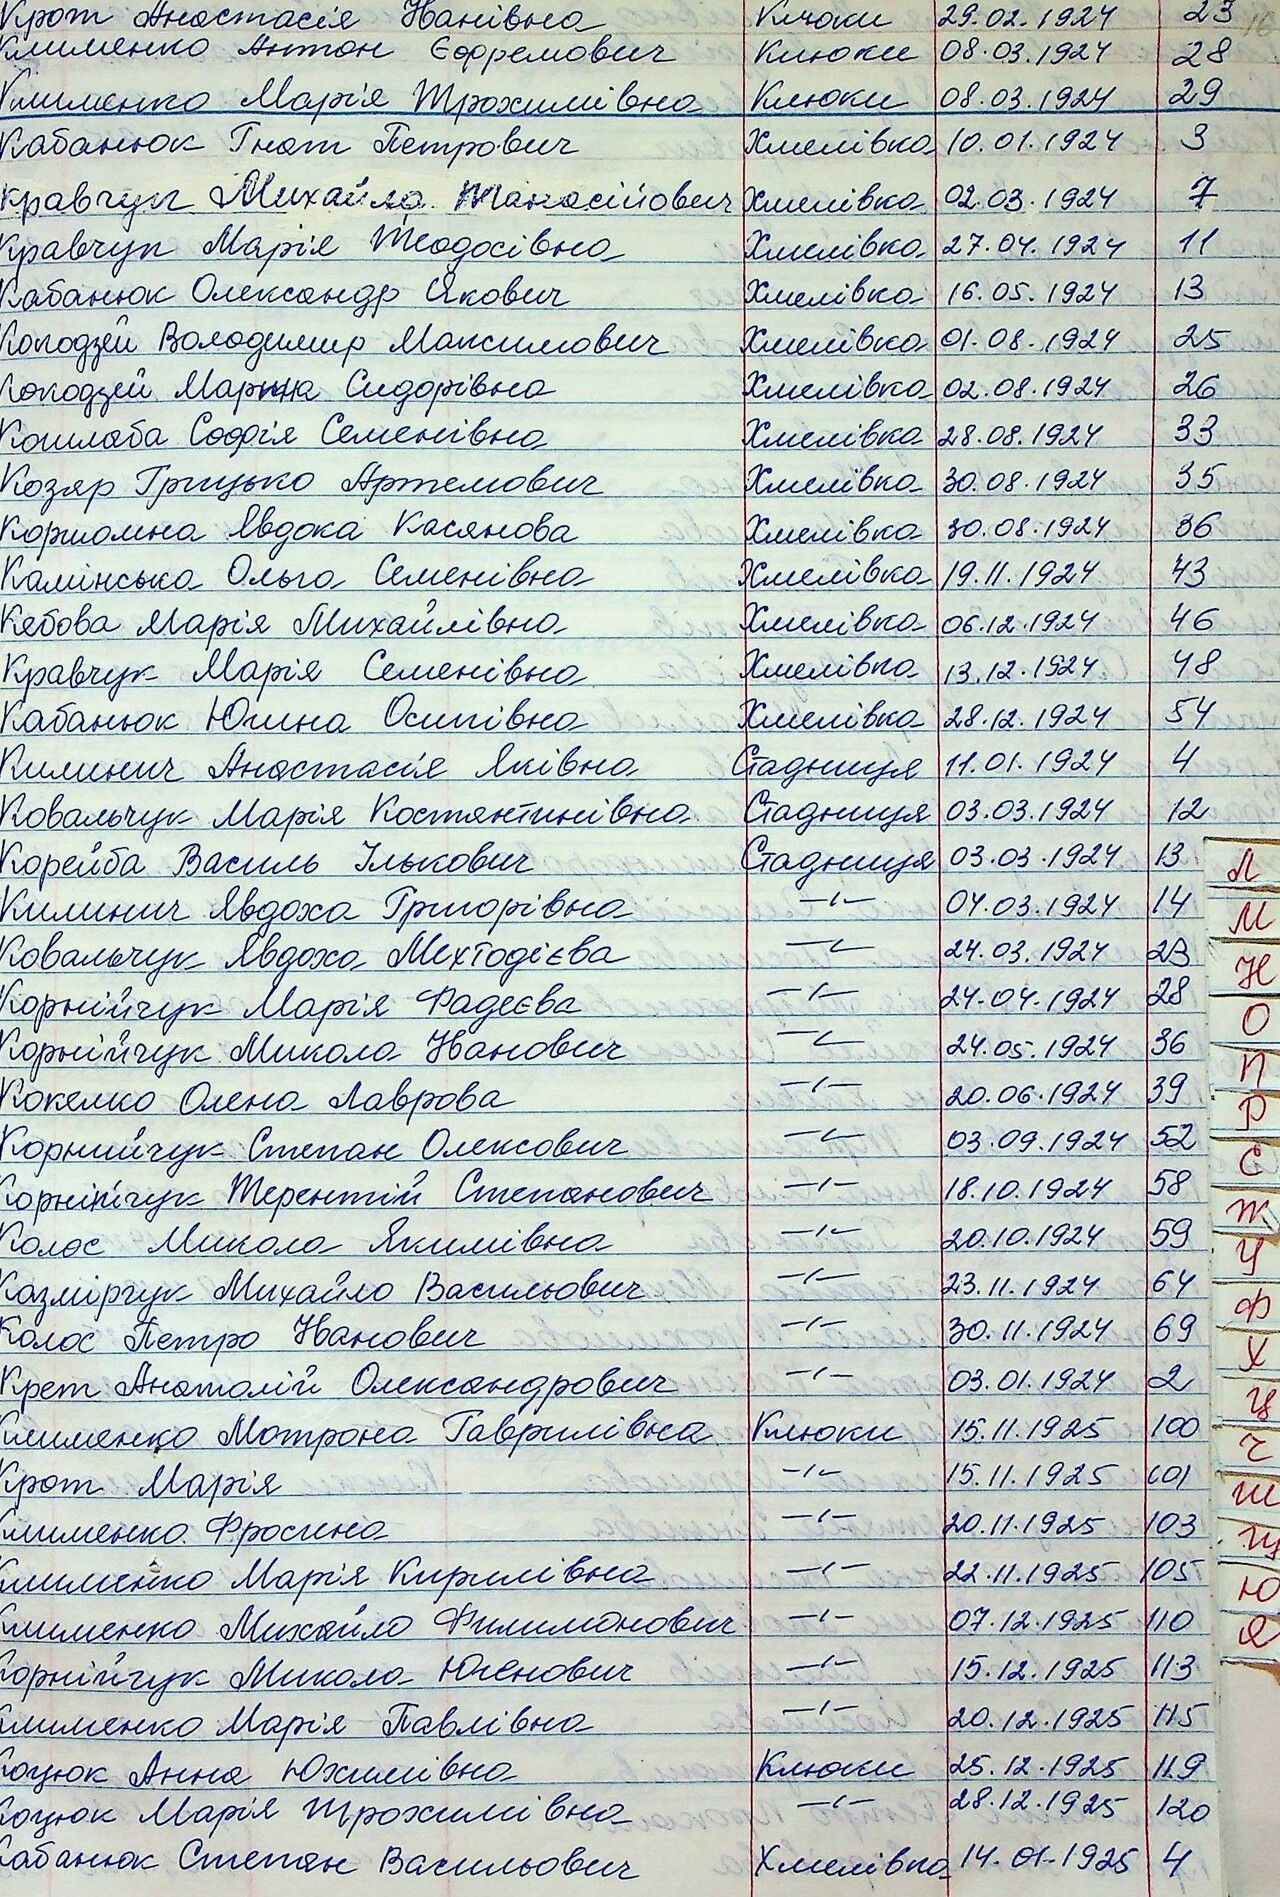 Крот Анастасія Іванівна Клюки 29.02.1924 23 16
Клименко Антон Єфремович Клюки 08.03.1924 28
Клименко Марія Трохимівна Клюки 08.03.1924 29
Кабанюк Гнат Петрович Хмелівка 10.01.1924 3
Кравчук Михайло Танасійович Хмелівка 02.03.1924 7
Кравчук Марія Теодосівна Хмелівка 27.04.1924 11
Кабанюк Олександр Якович Хмелівка 16.05.1924 13
Колодзей Володимир Максимович Хмелівка 01.08.1924 25
Колодзей Марина Сидорівна Хмелівка 02.08.1924 26
Кошлаба Софія Семенівна Хмелівка 28.08.1924 33
Козяр Грицько Артемович Хмелівка 30.08.1924 35
Явдока Касянова Хмелівка 30.08.1924 36
Камінська Ольга Семенівна Хмелівка 19.11.1924 43
Кебова Марія Михайлівна Хмелівка 06.12.1924 46
Кравчук Марія Семенівна Хмелівка 13.12.1924 48
Кабанюк Югина Осипівна Хмелівка 28.12.1924 54
Килинич Анастасія Яківна Стадниця 11.01.1924 4
Ковальчук Марія Костянтинівна Стадниця 03.03.1924 12
Корейба Василь Ількович Стадниця 03.03.1924 13 Л
Килинич Явдоха Григорівна —"— 04.03.1924 14 М
Ковальчук Явдоха Мехтодієва —"— 24.03.1924 23 Н
Корнійчук Марія Фадеєва —"— 24.04.1924 28 О
Корнійчук Микола Іванович —"— 24.05.1924 36 П
Кокелко Олена Лаврова —"— 20.06.1924 39 Р
Корнийчук Степан Олексович —"— 03.09.1924 52 С
Корнійчук Терентій Степанович —"— 18.10.1924 58 Т
Колос Микола Якимівна —"— 20.10.1924 59 У
Казмірчук Михайло Васильович —"— 23.11.1924 64 Ф
Колос Петро Іванович —"— 30.11.1924 69 Х
Крет Анатолій Олександрович —"— 03.01.1924 2 Ц
Клименко Мотрона Гаврилівна Клюки 15.11.1925 100 Ч
Крот Марія —"— 15.11.1925 101 Ш
Клименко Фросина —"— 20.11.1925 103 Щ
Клименко Марія Кирилівна —"— 22.11.1925 105 Ю
Клименко Михайло Филимонович —"— 07.12.1925 110 Я
Корнійчук Микола Югенович —"— 15.12.1925 113
Клименко Марія Павлівна —"— 20.12.1925 115
Коцюк Анна Юхимівна Клюки 25.12.1925 119
Коцюк Марія Трохимівна —"— 28.12.1925 120
Кабанюк Степан Васильович Хмелівка 14.01.1925 4